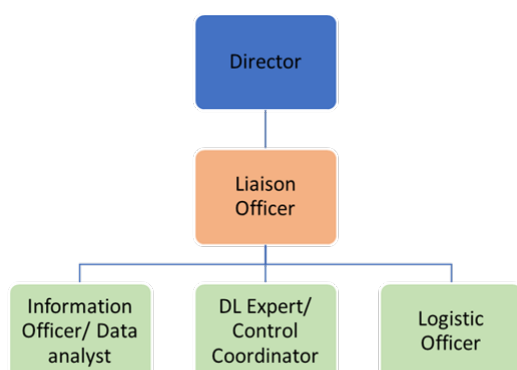 Director
Liaison
Officer
Information
Officer/ Data
analyst
DL Expert/
Control
Coordinator
Logistic
Officer